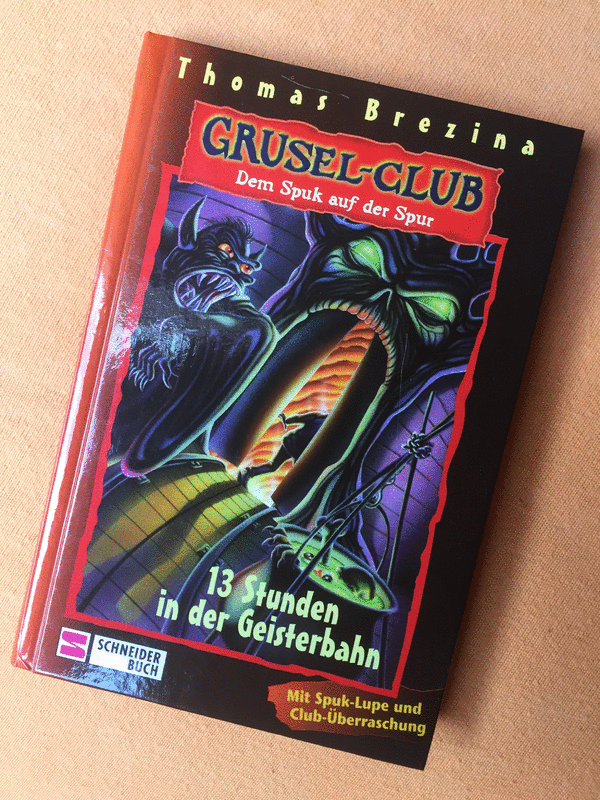 Thomas Brezina
GRUSEL-CLUB
Dem Spuk auf der Spur
13 Stunden
in der Geisterbahn
SCHNEIDER
BUCH
Mit Spuk-Lupe und
Club-Überraschung